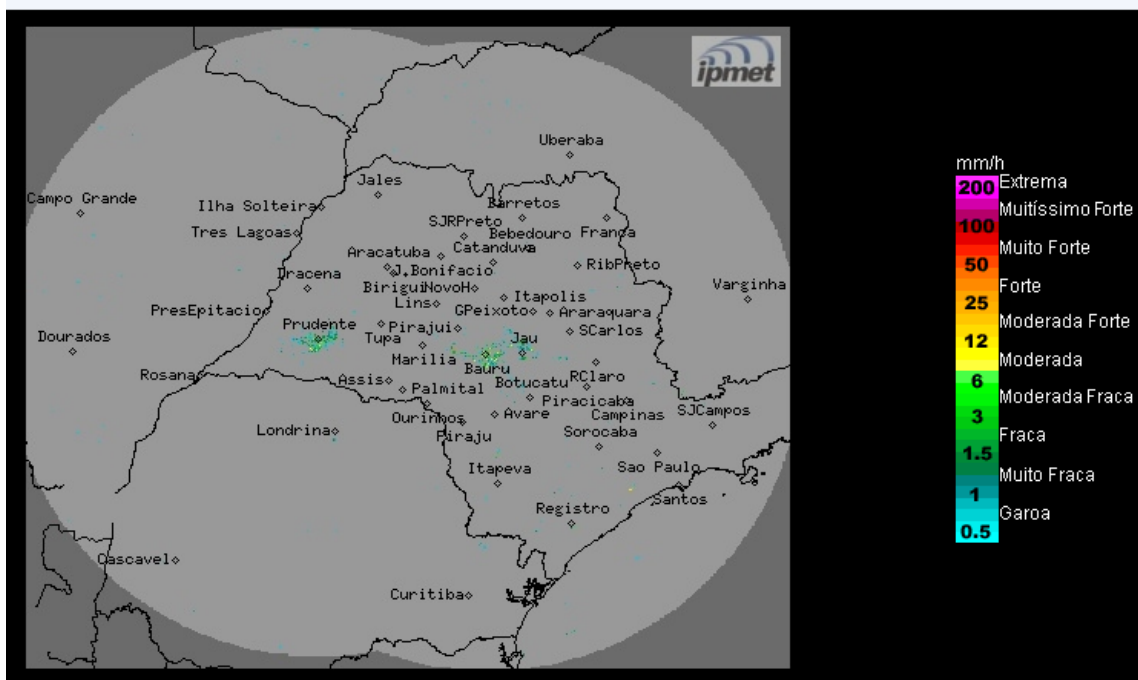 ipmet
Uberaba
Jales
Campo Grande
Ilha Solteira
Barretos
SJRPreto
Tres Lagoas
Bebedouro
Franca
Aracatuba
Catanduva
Dracena
J.Bonifacio
RibPreto
Birigui
NovoH
Varginha
Lins
Itapolis
PresEpitacio
GPeixoto
Araraquara
Prudente
Pirajui
SCarlos
Dourados
Tupa
Jau
Marilia
Bauru
Rosana
Assis
Palmital
Botucatu
RClaro
Piracicaba
Ourinhos
Avare
Campinas
SJCampos
Londrina
Piraju
Sorocaba
Itapeva
Sao Paulo
Santos
Registro
Cascavel
Curitiba
mm/h
200 Extrema
Muitíssimo Forte
100
Muito Forte
50
Forte
25
Moderada Forte
12
Moderada
6
Moderada Fraca
3
Fraca
1.5
Muito Fraca
1
Garoa
0.5